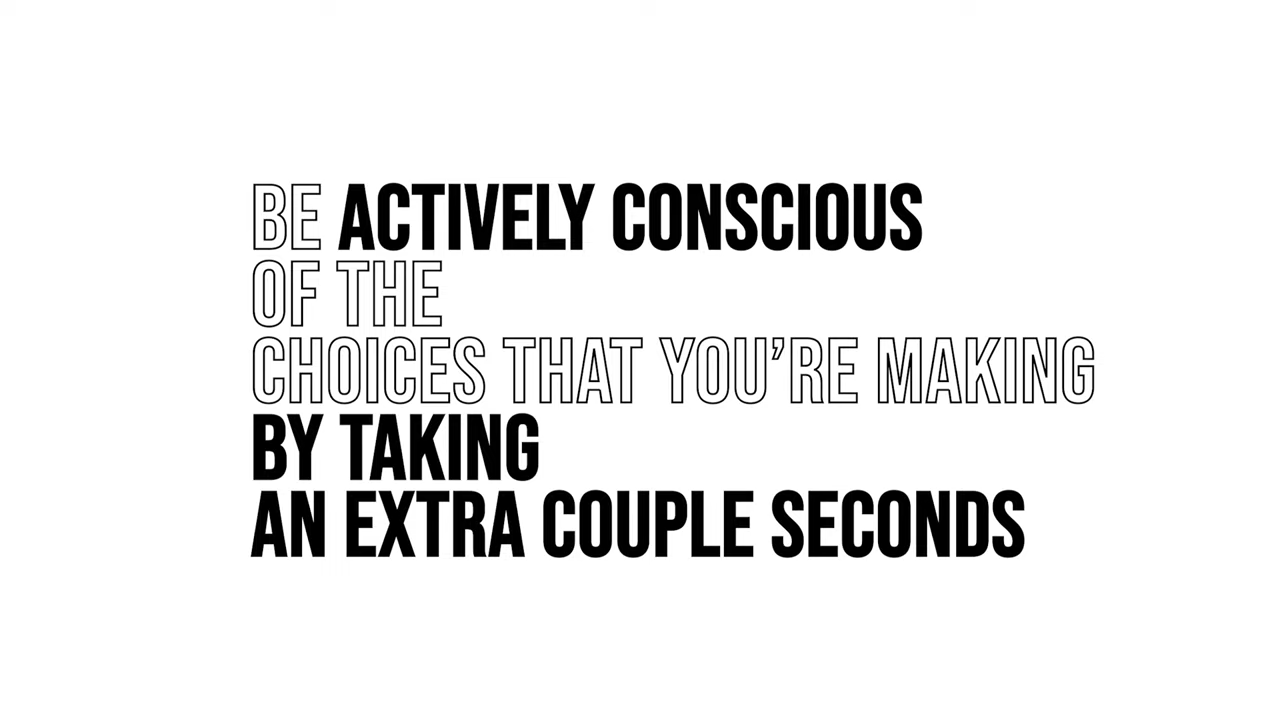 BE ACTIVELY CONSCIOUS
OF THE
CHOICES THAT YOU’RE MAKING
BY TAKING
AN EXTRA COUPLE SECONDS